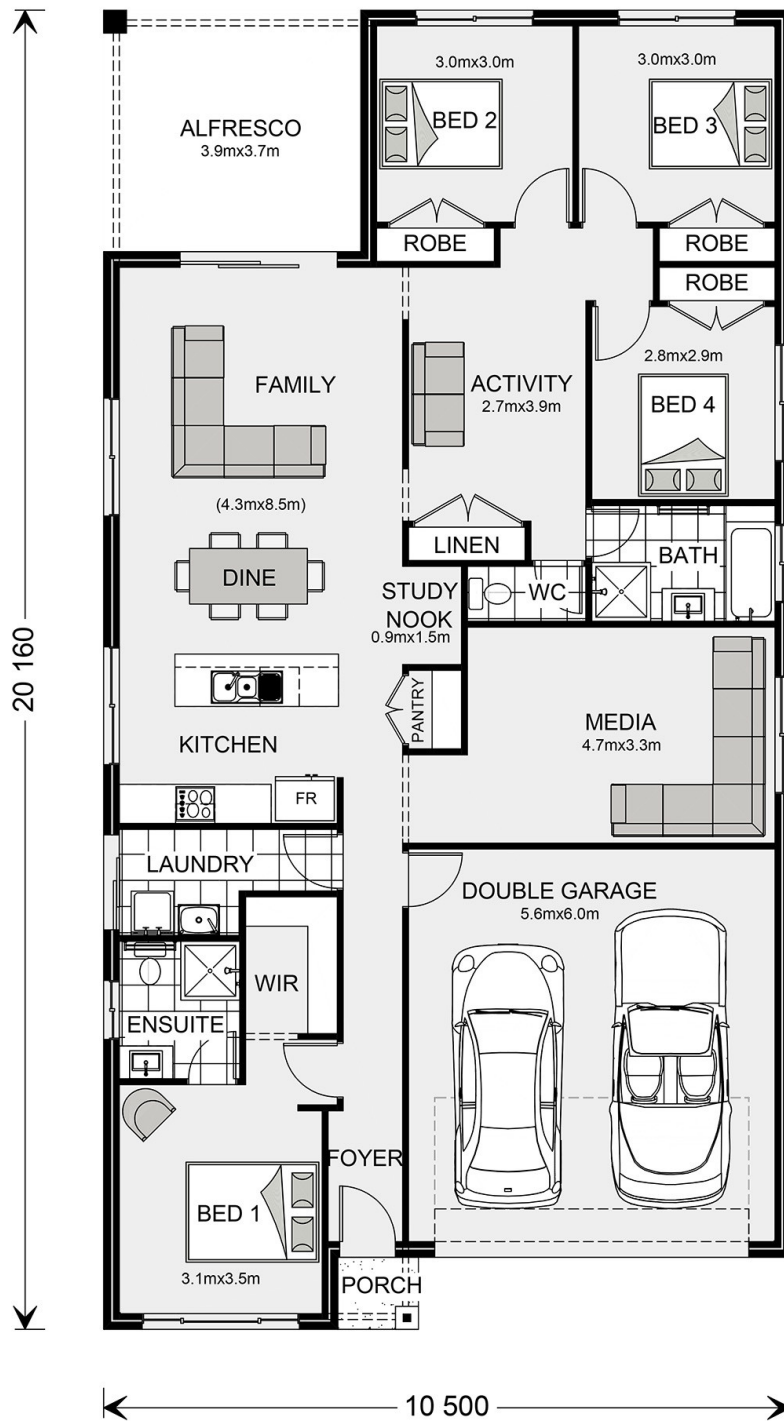 3.0mx3.0m
BED 2
ROBE
3.0mx3.0m
BED 3
ROBE
ALFRESCO
3.9mx3.7m
ROBE
2.8mx2.9m
BED 4
FAMILY
(4.3mx8.5m)
ACTIVITY
2.7mx3.9m
LINEN
BATH
WC
DINE
STUDY
NOOK
0.9mx1.5m
20 160
PANTRY
MEDIA
4.7mx3.3m
KITCHEN
FR
LAUNDRY
DOUBLE GARAGE
5.6mx6.0m
WIR
ENSUITE
FOYER
BED 1
3.1mx3.5m
PORCH
10 500